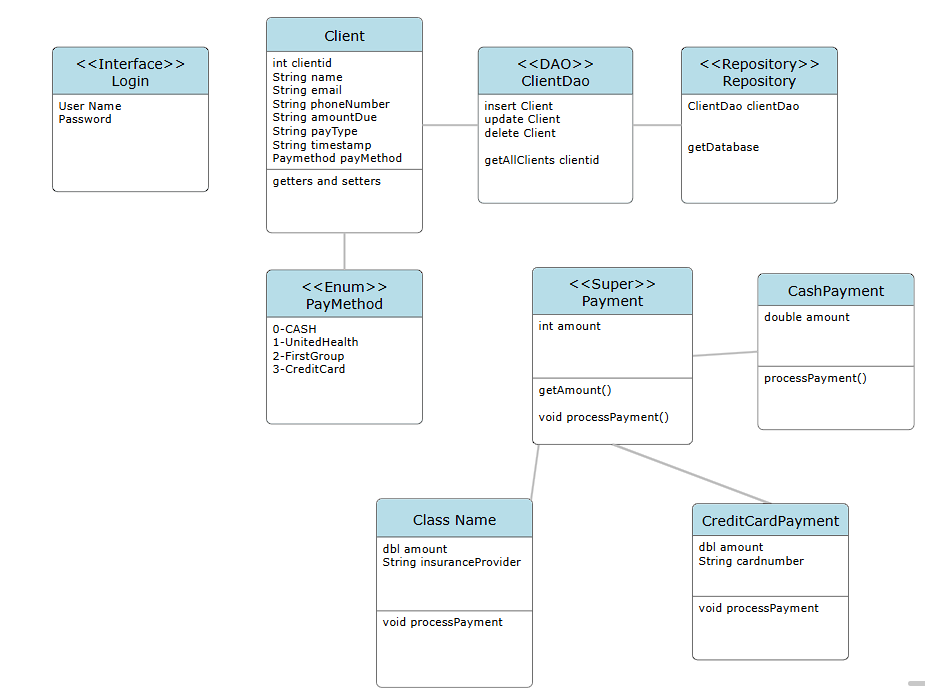 <<Interface>>
Login
User Name
Password
Client
int clientid
String name
String email
String phoneNumber
String amountDue
String payType
String timestamp
Paymethod payMethod
getters and setters
<<DAO>>
ClientDao
insert Client
update Client
delete Client
getAllClients clientid
<<Repository>>
Repository
ClientDao clientDao
getDatabase
<<Enum>>
PayMethod
0-CASH
1-UnitedHealth
2-FirstGroup
3-CreditCard
<<Super>>
Payment
int amount
getAmount()
void processPayment()
CashPayment
double amount
processPayment()
Class Name
dbl amount
String insuranceProvider
void processPayment
CreditCardPayment
dbl amount
String cardnumber
void processPayment